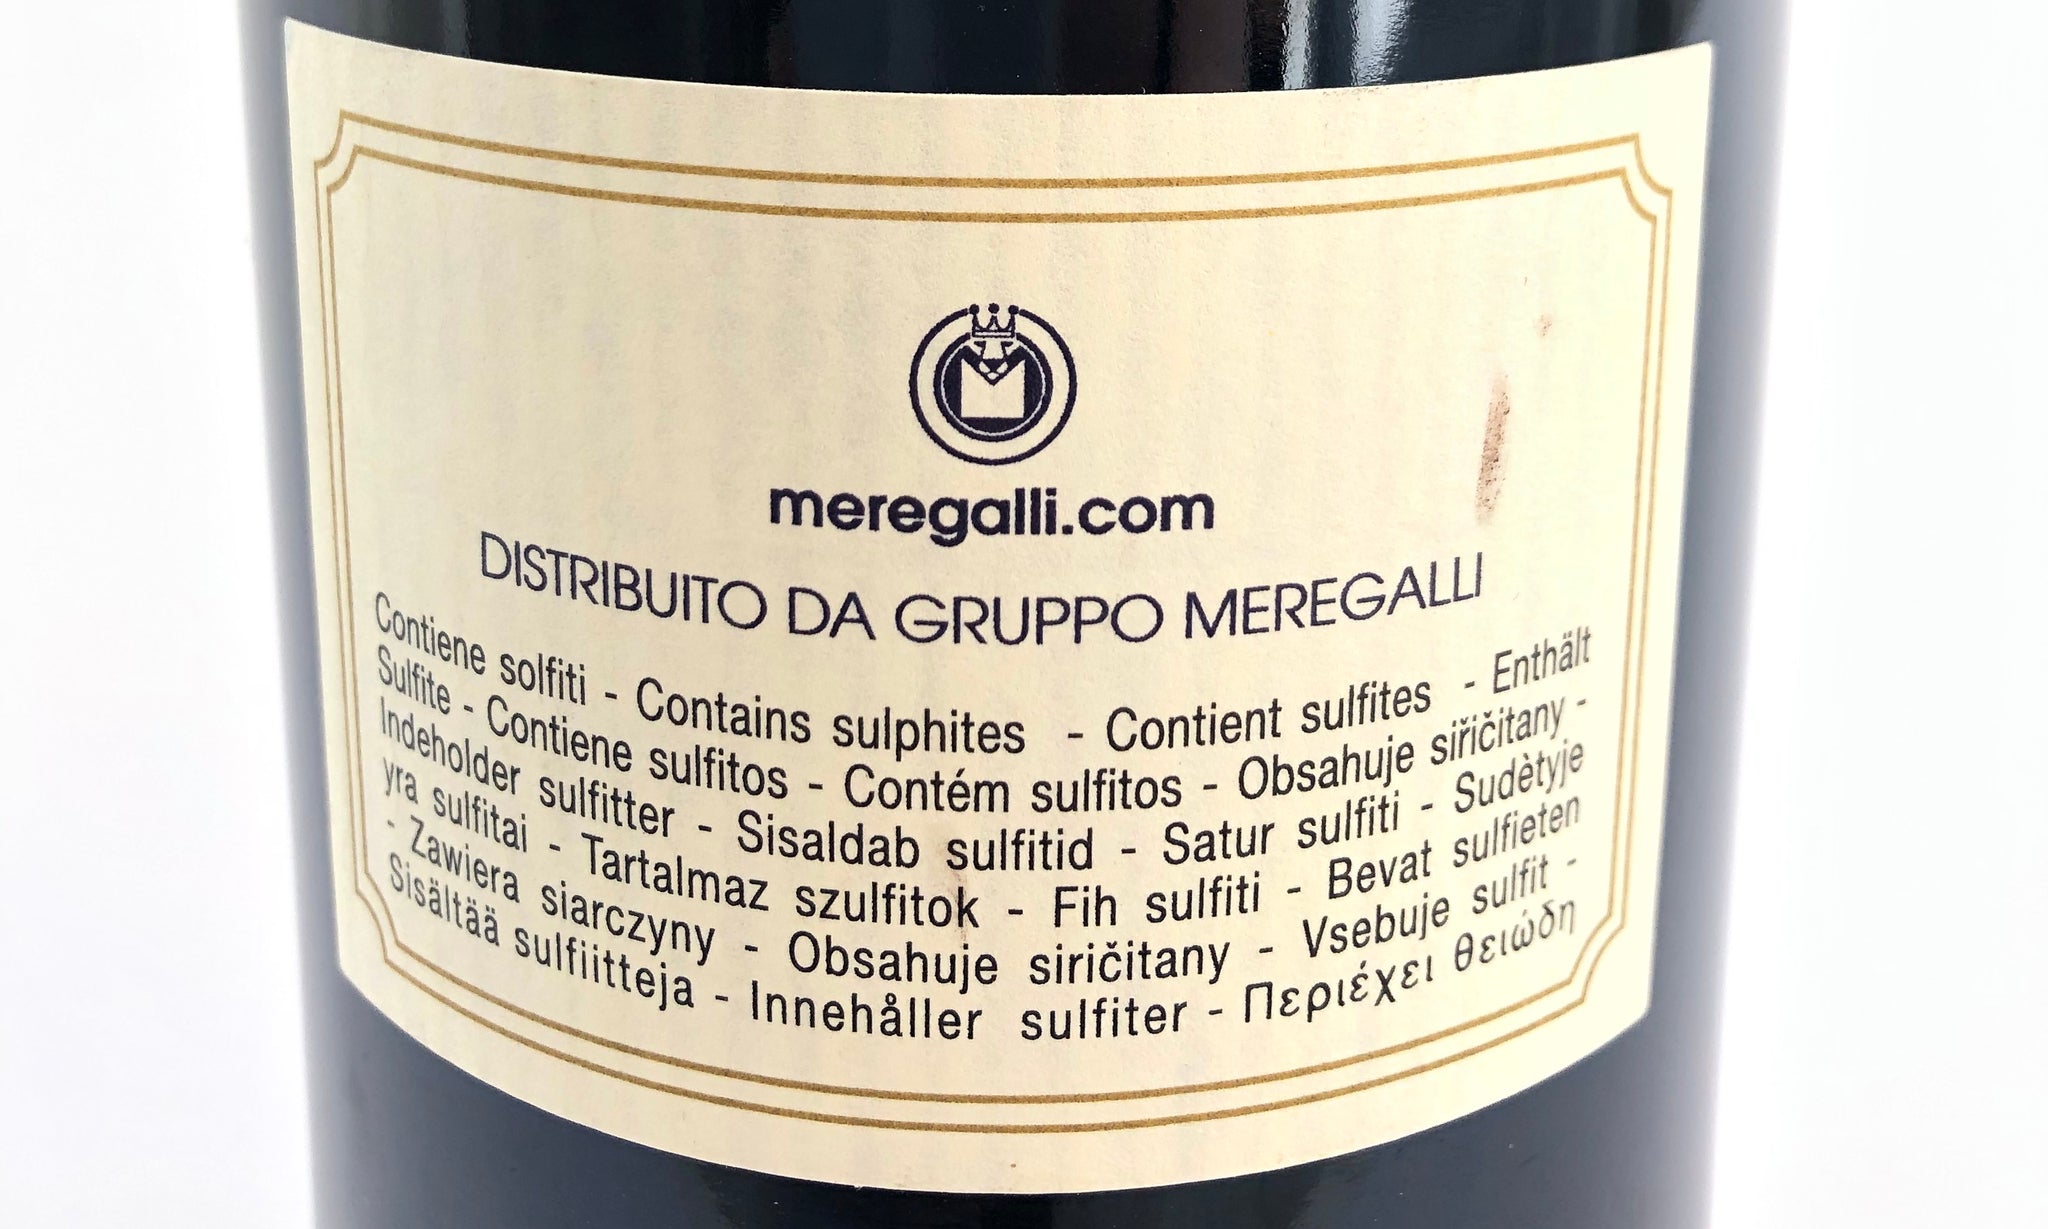 meregalli.com
DISTRIBUITO DA GRUPPO MEREGALLI
Contiene solfiti - Contains sulphites - Contient sulfites - Enthält
Sulfite - Contiene sulfitos - Contém sulfitos - Obsahuje siřičitany -
Indeholder sulfitter - Sisaldab sulfitid - Satur sulfiti - Sudètyje
yra sulfitai - Tartalmaz szulfitok - Fih sulfiti - Bevat sulfieten
- Zawiera siarczyny - Obsahuje siričitany - Vsebuje sulfit -
Sisältää sulfiitteja - Innehåller sulfiter - Περιέχει θειώδη